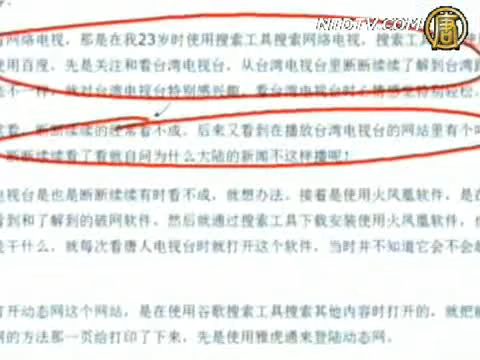 NTDTV.COM
唐
看网络电视，那是在我23岁时使用搜索工具搜索网络电视，搜索工具
使用百度，先是关注和看台湾电视台，从台湾电视台里断断续续了解到台湾
不一样，就对台湾电视台特别感兴趣，看台湾电视台时心情感觉特别轻松。
看，断断续续的经常看不成，后来又看到在播放台湾电视台的网站里有个
断断续续看了看就自问为什么大陆的新闻不这样播呢！
电视台是也是断断续续有时看不成，就想办法，接着是使用火凤凰软件，是在
看到和了解到的破网软件，然后就通过搜索工具下载安装使用火凤凰软件，也
是干什么，就每次看唐人电视台时就打开这个软件，当时并不知道它会不会
打开动态网这个网站，是在使用谷歌搜索工具搜索其他内容时打开的，就把
网的方法那一页给打印了下来，先是使用雅虎通来登陆动态网。